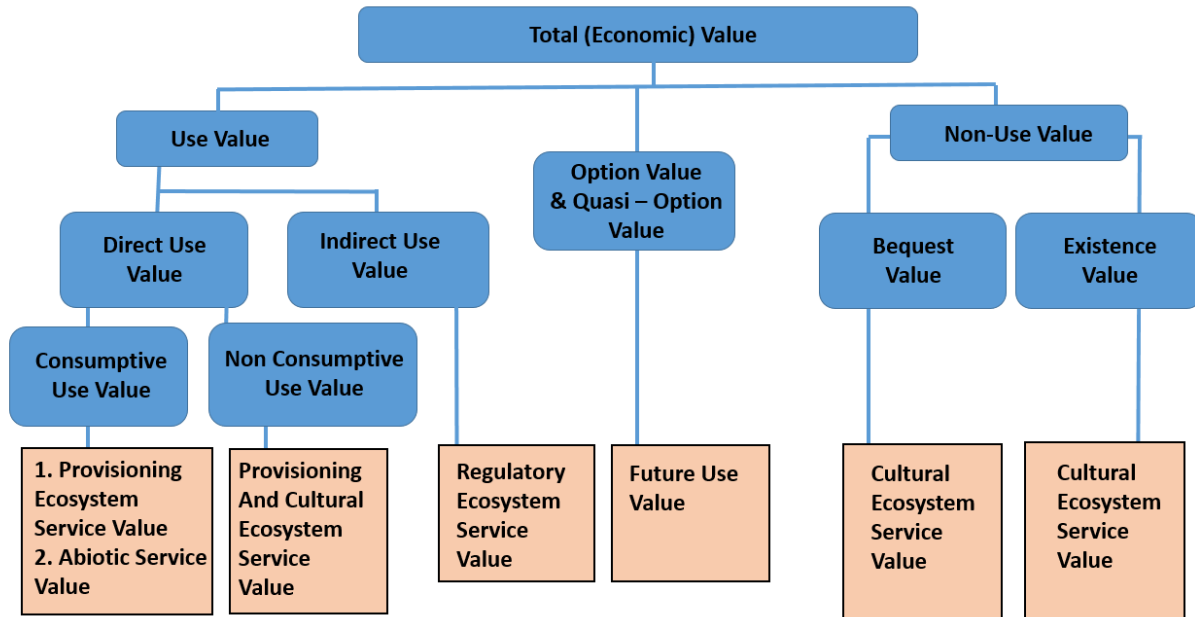 Total (Economic) Value
Use Value
Non-Use Value
Option Value
& Quasi – Option
Value
Direct Use
Value
Indirect Use
Value
Bequest
Value
Existence
Value
Consumptive
Use Value
Non Consumptive
Use Value
1. Provisioning
Ecosystem
Service Value
2. Abiotic Service
Value
Provisioning
And Cultural
Ecosystem
Service
Value
Regulatory
Ecosystem
Service
Value
Future Use
Value
Cultural
Ecosystem
Service
Value
Cultural
Ecosystem
Service
Value